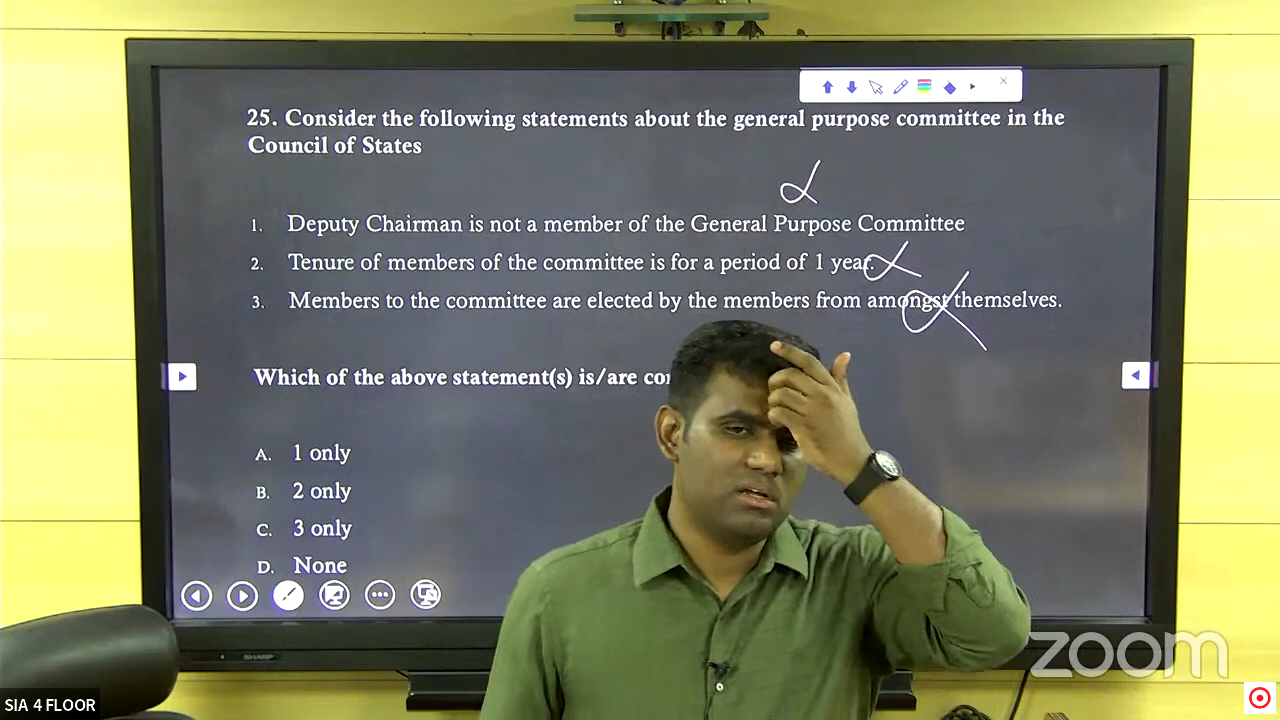 25. Consider the following statements about the general purpose committee in the
Council of States
1. Deputy Chairman is not a member of the General Purpose Committee
2. Tenure of members of the committee is for a period of 1 year.
3. Members to the committee are elected by the members from amongst themselves.
Which of the above statement(s) is/are
A. 1 only
B. 2 only
C. 3 only
D. None
SHARP
zoom
SIA 4 FLOOR